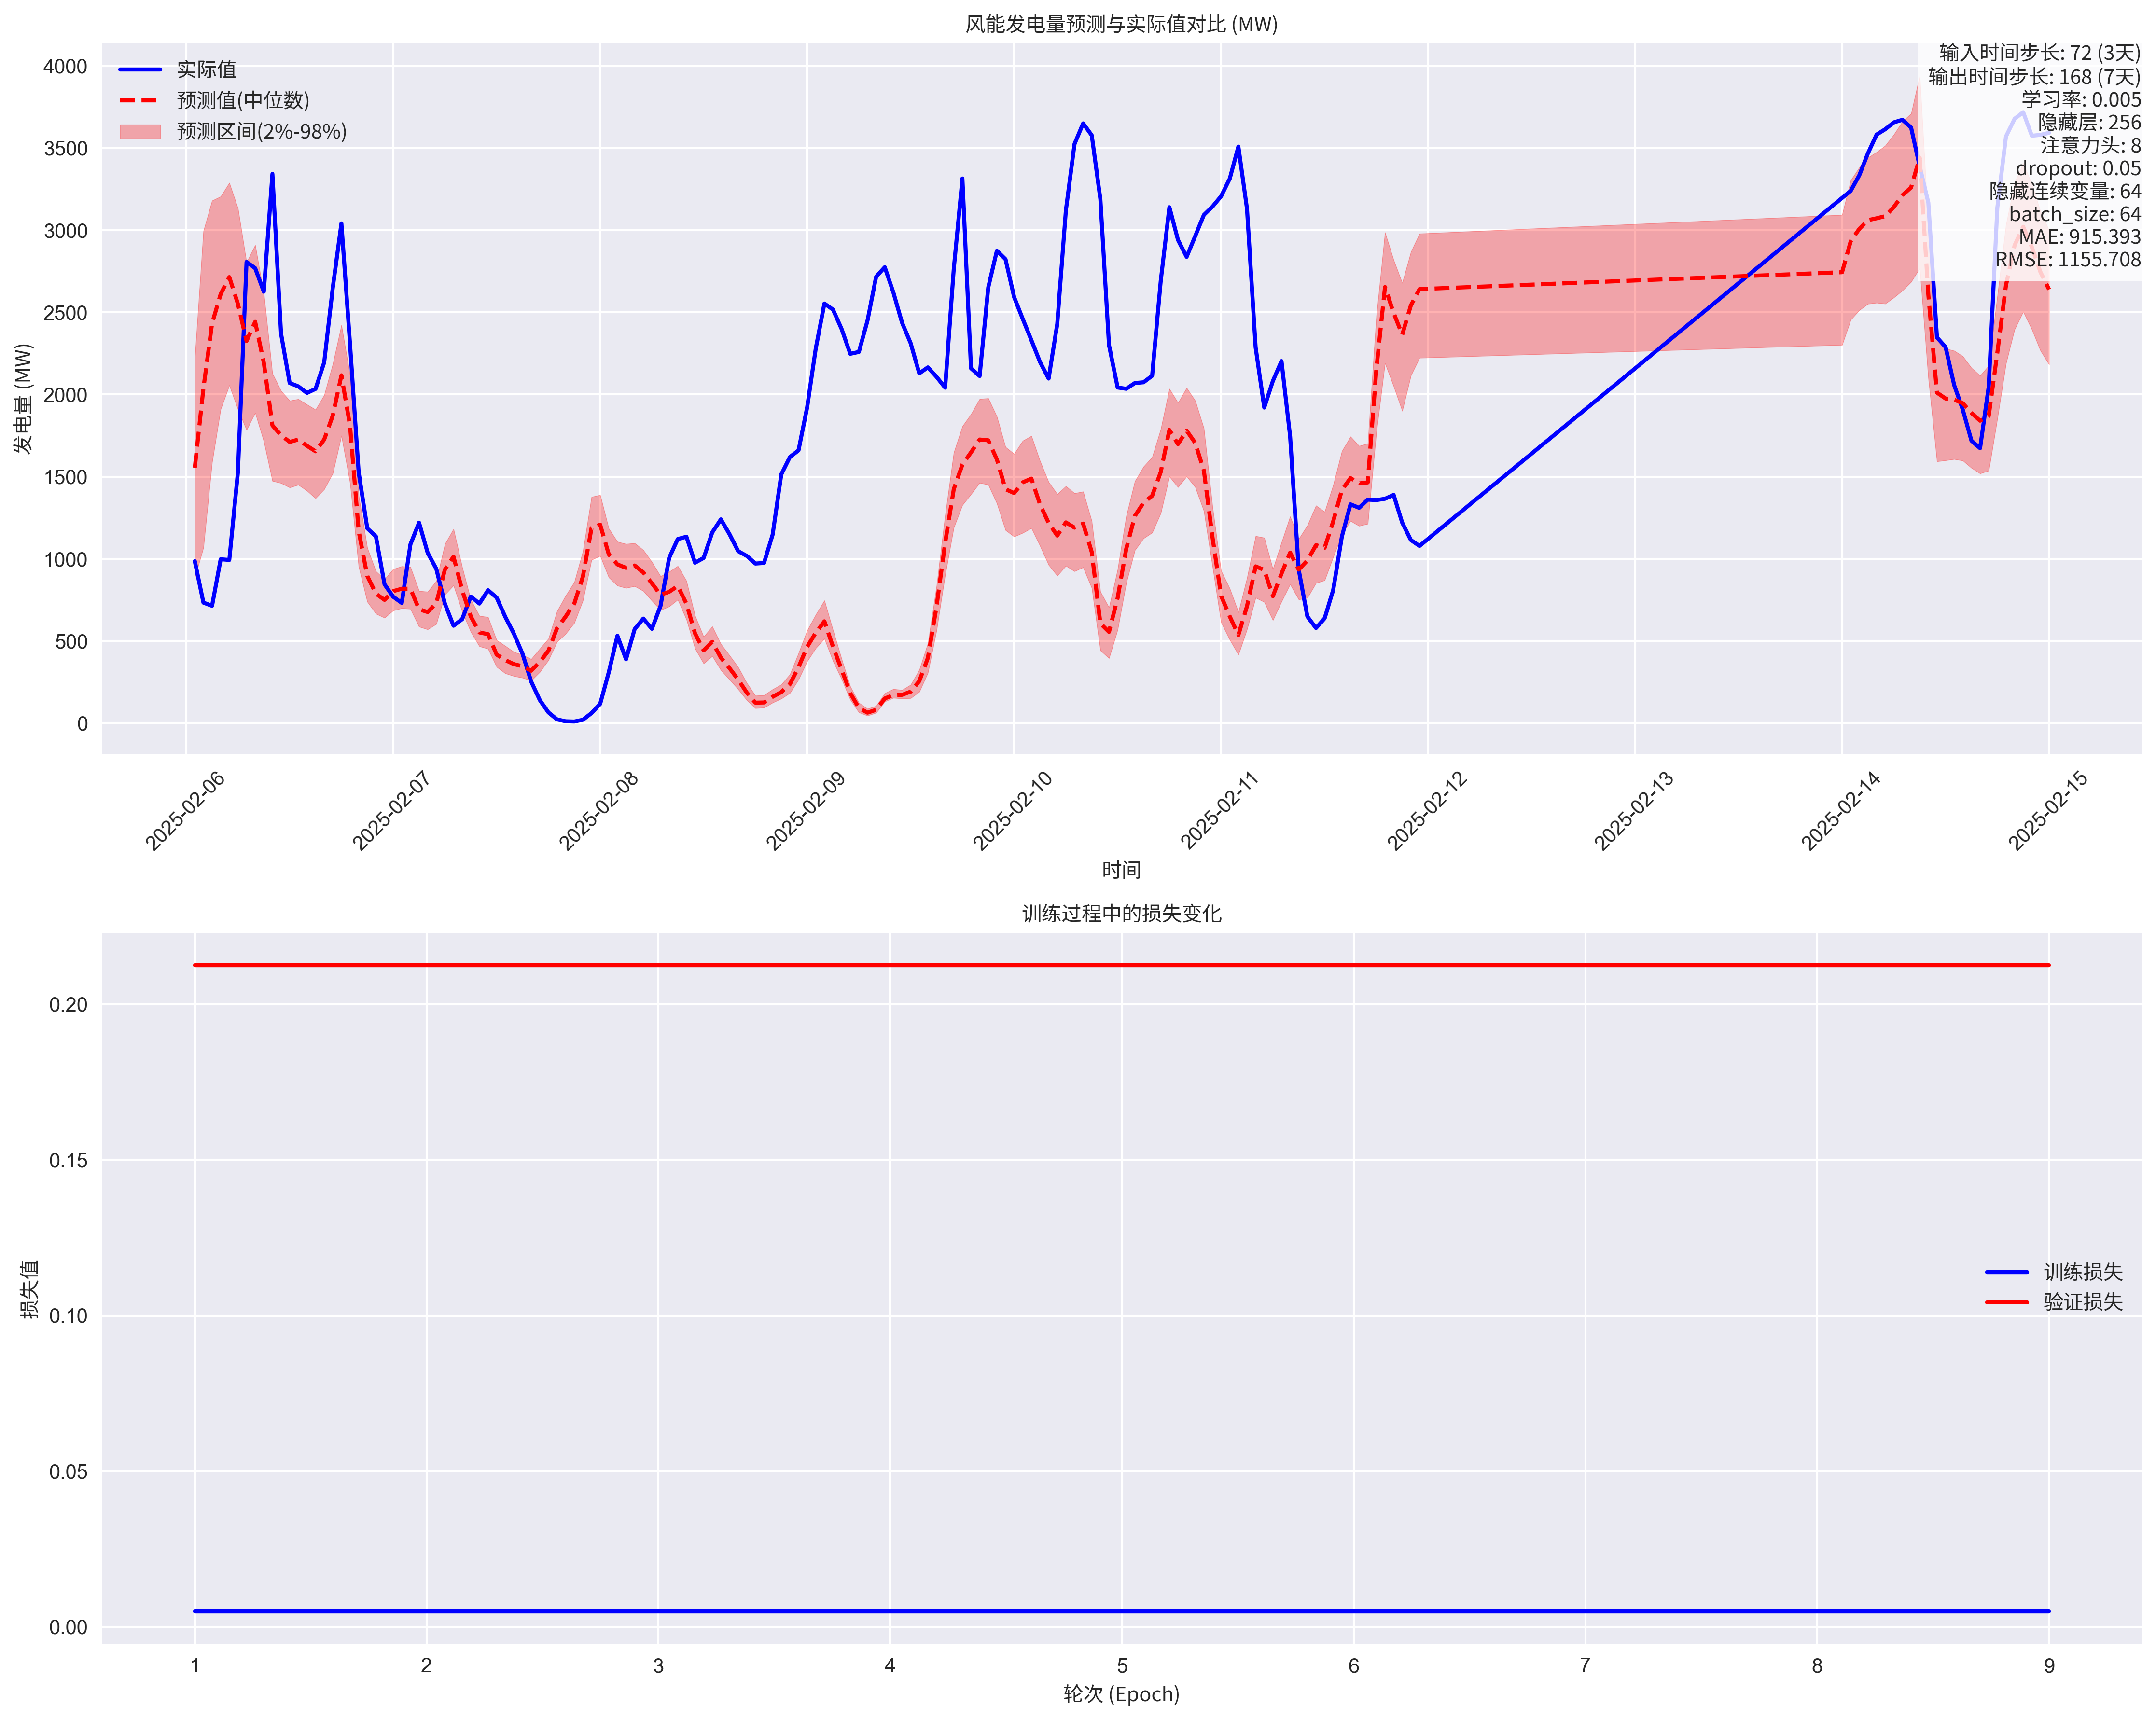 风能发电量预测与实际值对比 (MW)
实际值
预测值(中位数)
预测区间(2%-98%)
输入时间步长: 72 (3天)
输出时间步长: 168 (7天)
学习率: 0.005
隐藏层: 256
注意力头: 8
dropout: 0.05
隐藏连续变量: 64
batch_size: 64
MAE: 915.393
RMSE: 1155.708
发电量 (MW)
4000
3500
3000
2500
2000
1500
1000
500
0
2025-02-06
2025-02-07
2025-02-08
2025-02-09
2025-02-10
2025-02-11
2025-02-12
2025-02-13
2025-02-14
2025-02-15
时间
训练过程中的损失变化
损失值
0.20
0.15
0.10
0.05
0.00
训练损失
验证损失
1
2
3
4
5
6
7
8
9
轮次 (Epoch)